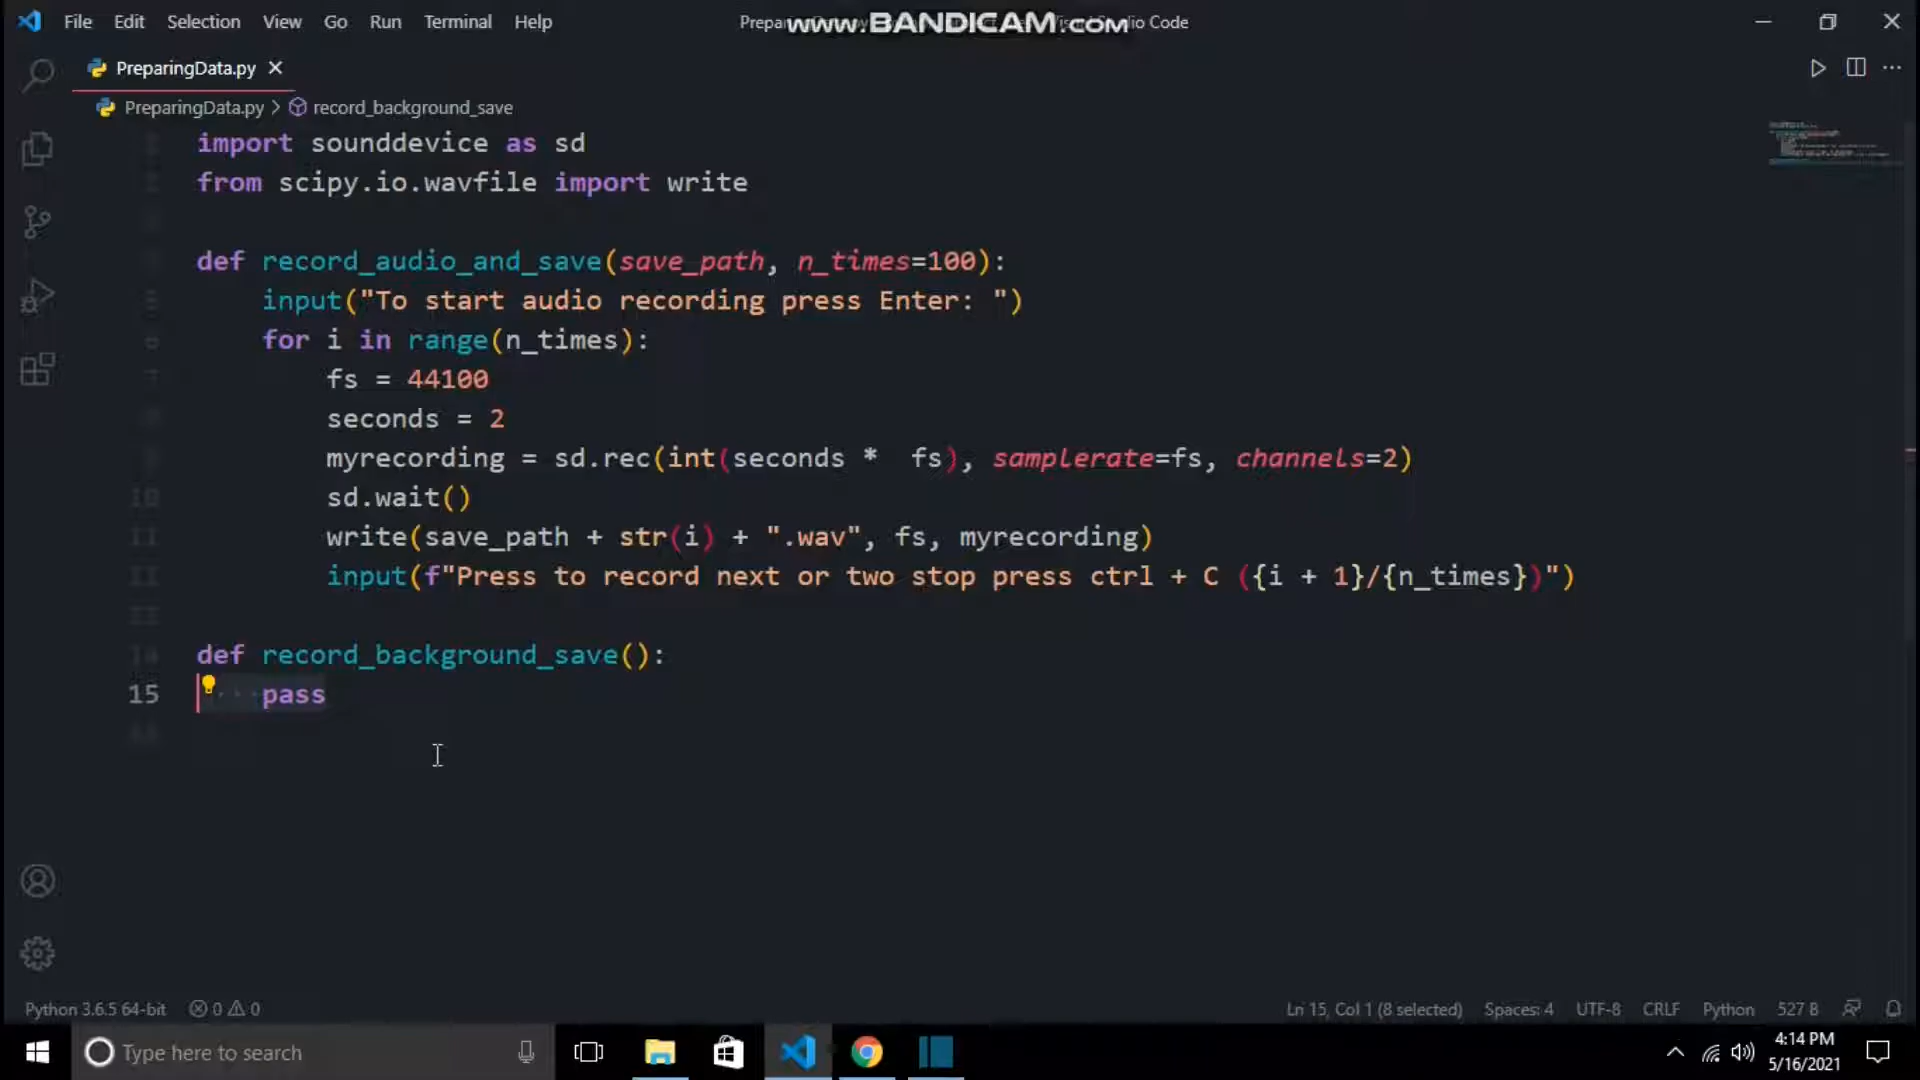 File Edit Selection View Go Run Terminal Help
www.BANDICAM.com
PreparingData.py
PreparingData.py > record_background_save
import sounddevice as sd
from scipy.io.wavfile import write
def record_audio_and_save(save_path, n_times=100):
input("To start audio recording press Enter: ")
for i in range(n_times):
fs = 44100
seconds = 2
myrecording = sd.rec(int(seconds *  fs), samplerate=fs, channels=2)
10 sd.wait()
11 write(save_path + str(i) + ".wav", fs, myrecording)
input(f"Press to record next or two stop press ctrl + C ({i + 1}/{n_times})")
14 def record_background_save():
15 ····pass
Python 3.6.5 64-bit 0 0 Ln 15, Col 1 (8 selected) Spaces: 4 UTF-8 CRLF Python 527 B
Type here to search
4:14 PM
5/16/2021